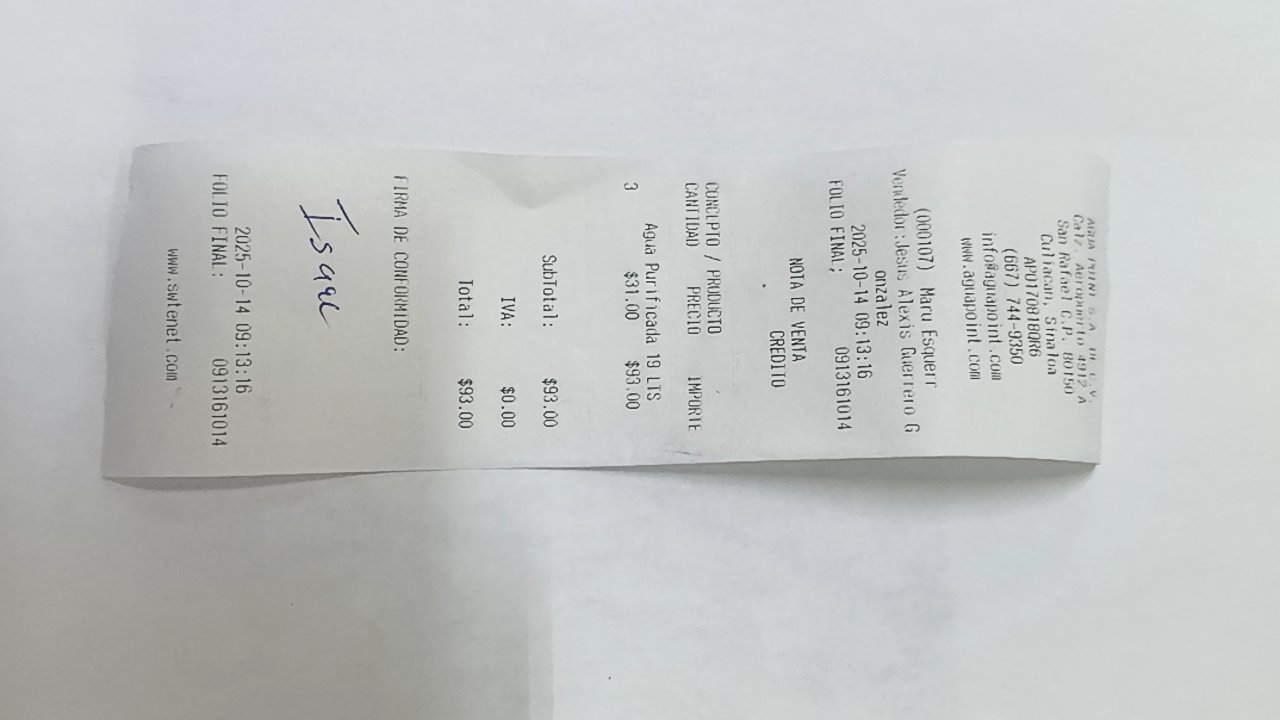 AGUA POINT S.A. DE C.V.
Calz. Aeropuerto 4912 A
San Rafael C.P. 80150
Culiacan, Sinaloa
APO170818QR6
(667) 744-9350
info@aguapoint.com
www.aguapoint.com
(000107) Maru Esquerr
Vendedor:Jesus Alexis Guerrero G
onzalez
2025-10-14 09:13:16
FOLIO FINAL: 0913161014
NOTA DE VENTA
CREDITO
CONCEPTO / PRODUCTO
CANTIDAD PRECIO IMPORTE
Agua Purificada 19 LTS
3 $31.00 $93.00
SubTotal: $93.00
IVA: $0.00
Total: $93.00
FIRMA DE CONFORMIDAD:
Isaac
2025-10-14 09:13:16
FOLIO FINAL: 0913161014
www.swtenet.com